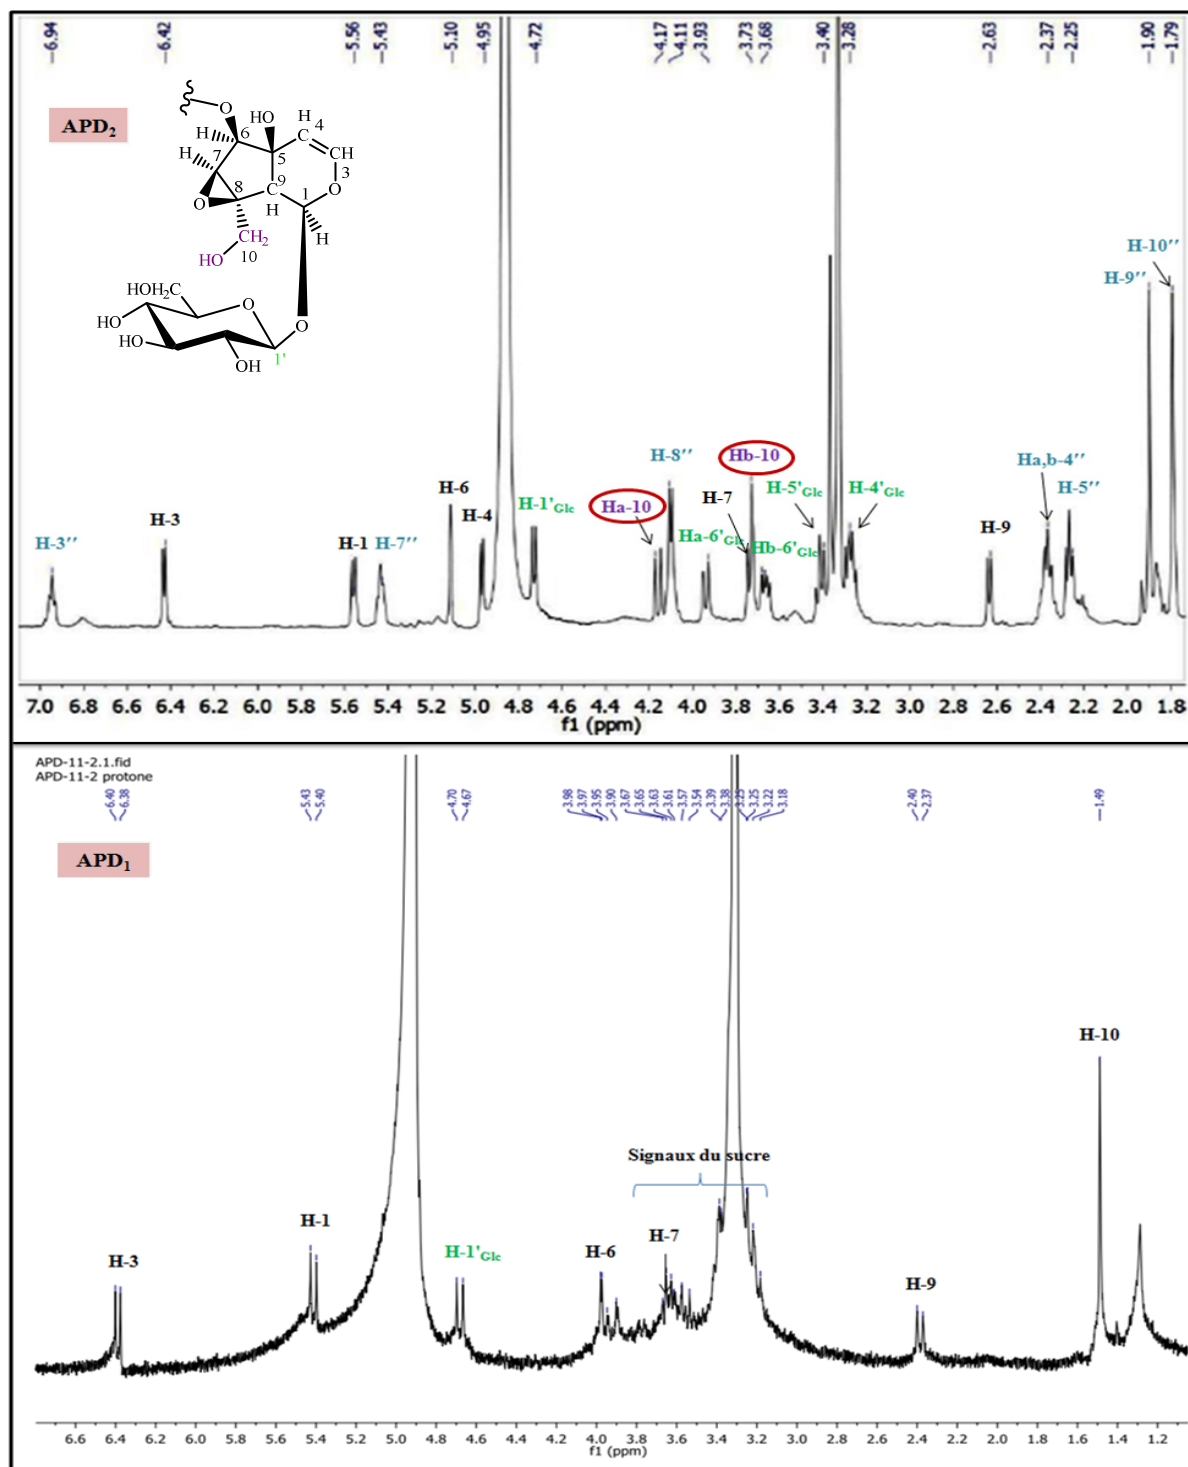 6.94 6.42 5.56 5.43 5.10 4.95 4.72 4.17 4.11 3.93 3.73 3.68 3.40 3.28 2.63 2.37 2.25 1.90 1.79
APD2
O
HO
H
4
H
6
5
CH
3
H
7
8
9
C
O
O
H
1
H
CH2
HO
10
HOH2C
O
O
HO
HO
OH
1'
H-3′′
H-3
H-1
H-7′′
H-6
H-4
H-1'Glc
Ha-10
H-8′′
Ha-6'Glc
H-7
Hb-10
Hb-6'Glc
H-5'Glc
H-4'Glc
H-9
Ha,b-4′′
H-5′′
H-9′′
H-10′′
7.0 6.8 6.6 6.4 6.2 6.0 5.8 5.6 5.4 5.2 5.0 4.8 4.6 4.4 4.2 4.0 3.8 3.6 3.4 3.2 3.0 2.8 2.6 2.4 2.2 2.0 1.8
f1 (ppm)
APD-11-2.1.fid
APD-11-2 protone
6.40 6.38 5.43 5.40 4.70 4.67 3.98 3.97 3.95 3.90 3.67 3.65 3.63 3.61 3.57 3.54 3.39 3.38 3.25 3.25 3.22 3.18 2.40 2.37 1.49
APD1
H-3
H-1
H-1'Glc
H-6
H-7
Signaux du sucre
H-9
H-10
6.6 6.4 6.2 6.0 5.8 5.6 5.4 5.2 5.0 4.8 4.6 4.4 4.2 4.0 3.8 3.6 3.4 3.2 3.0 2.8 2.6 2.4 2.2 2.0 1.8 1.6 1.4 1.2
f1 (ppm)